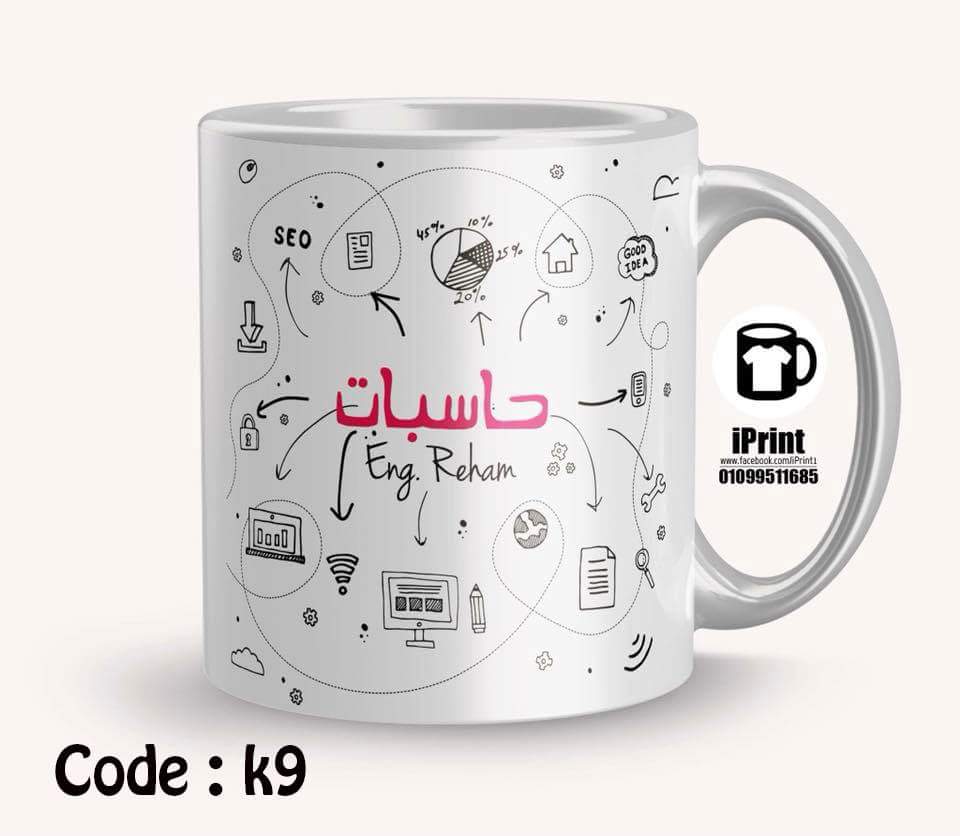 R
SEO
45%
10%
25%
20%
GOOD
IDEA
حاسبات
Eng. Reham
iPrint
www.facebook.com/iPrint1
01099511685
Code : k9